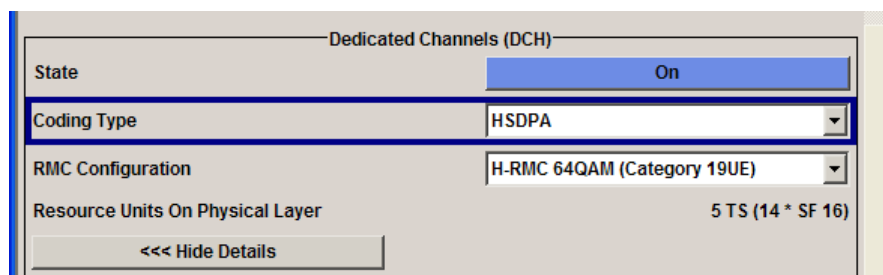 Dedicated Channels (DCH)
State On
Coding Type HSDPA
RMC Configuration H-RMC 64QAM (Category 19UE)
Resource Units On Physical Layer 5 TS (14 * SF 16)
<<< Hide Details